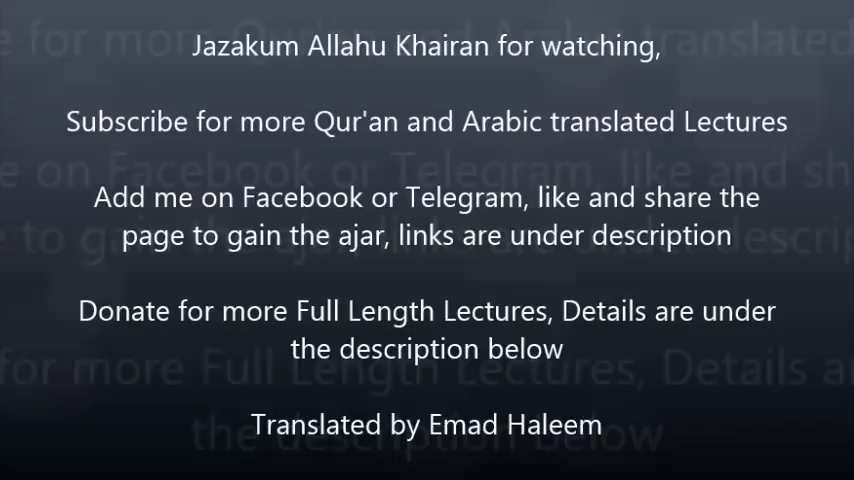 Jazakum Allahu Khairan for watching,
Subscribe for more Qur'an and Arabic translated Lectures
Add me on Facebook or Telegram, like and share the
page to gain the ajar, links are under description
Donate for more Full Length Lectures, Details are under
the description below
Translated by Emad Haleem